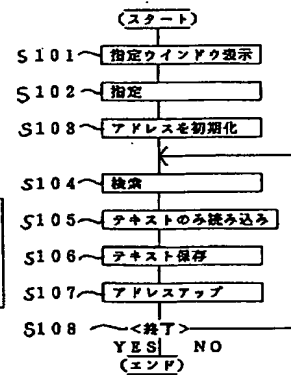 (スタート)
S101 指定ウインドウ表示
S102 指定
S108 アドレスを初期化
S104 検索
S105 テキストのみ読み込み
S106 テキスト保存
S107 アドレスアップ
S108 <終了>
YES NO
(エンド)